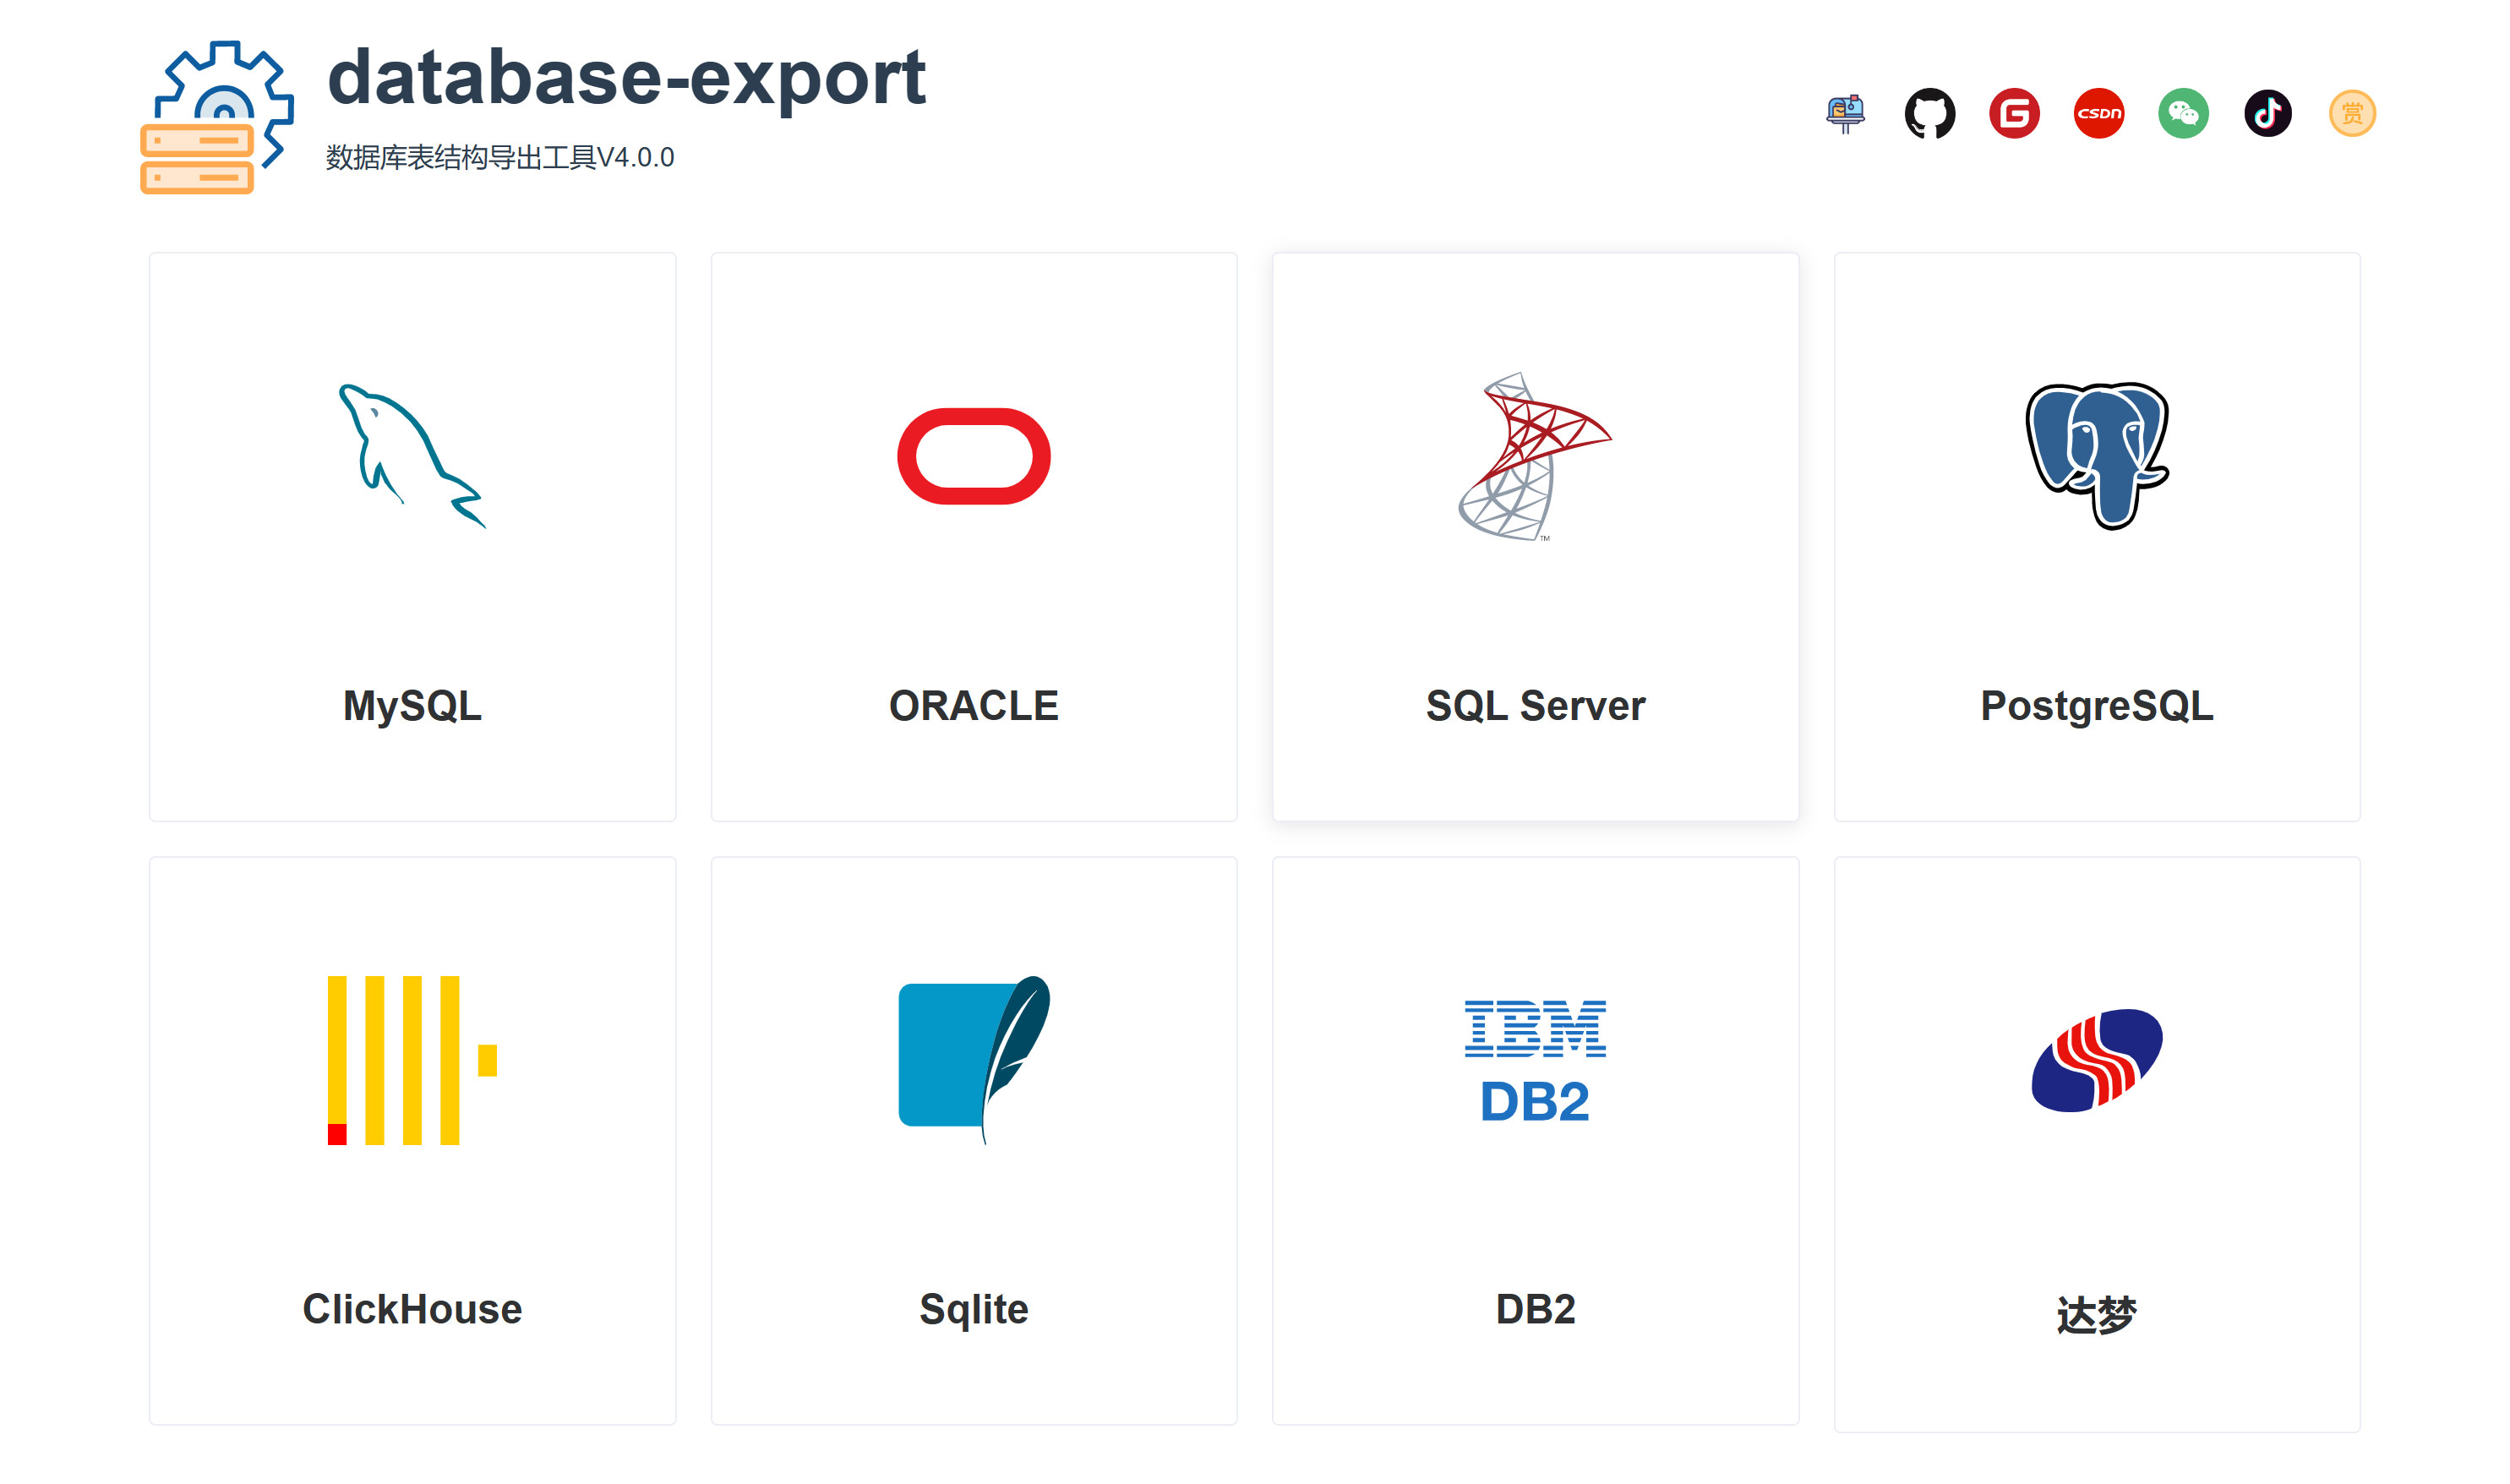 database-export
数据库表结构导出工具V4.0.0
CSDN
赏
TM
MySQL
ORACLE
SQL Server
PostgreSQL
IBM
DB2
ClickHouse
Sqlite
DB2
达梦